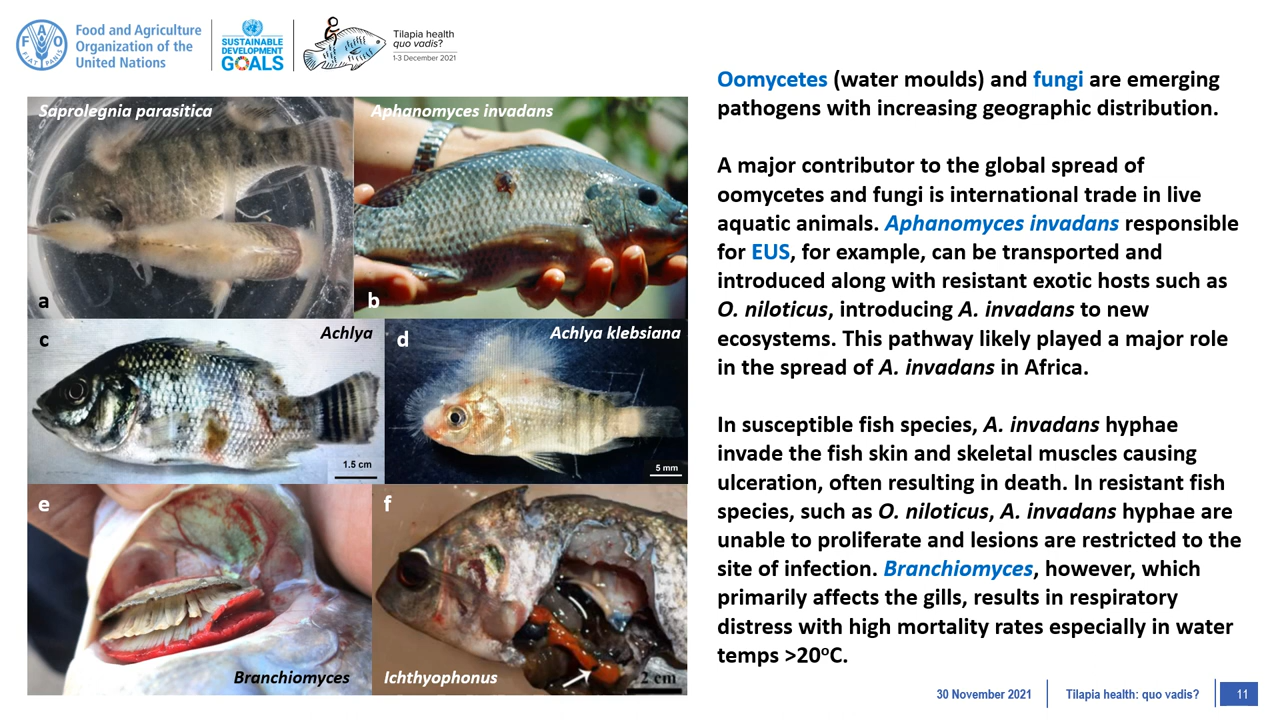 Food and Agriculture
Organization of the
United Nations
FAO
FIAT PANIS
SUSTAINABLE
DEVELOPMENT
GOALS
Tilapia health
quo vadis?
1-3 December 2021
Saprolegnia parasitica
a
Aphanomyces invadans
b
c
Achlya
1.5 cm
d
Achlya klebsiana
5 mm
e
Branchiomyces
f
Ichthyophonus
2 cm
Oomycetes (water moulds) and fungi are emerging
pathogens with increasing geographic distribution.
A major contributor to the global spread of
oomycetes and fungi is international trade in live
aquatic animals. Aphanomyces invadans responsible
for EUS, for example, can be transported and
introduced along with resistant exotic hosts such as
O. niloticus, introducing A. invadans to new
ecosystems. This pathway likely played a major role
in the spread of A. invadans in Africa.
In susceptible fish species, A. invadans hyphae
invade the fish skin and skeletal muscles causing
ulceration, often resulting in death. In resistant fish
species, such as O. niloticus, A. invadans hyphae are
unable to proliferate and lesions are restricted to the
site of infection. Branchiomyces, however, which
primarily affects the gills, results in respiratory
distress with high mortality rates especially in water
temps >20ºC.
30 November 2021
Tilapia health: quo vadis?
11